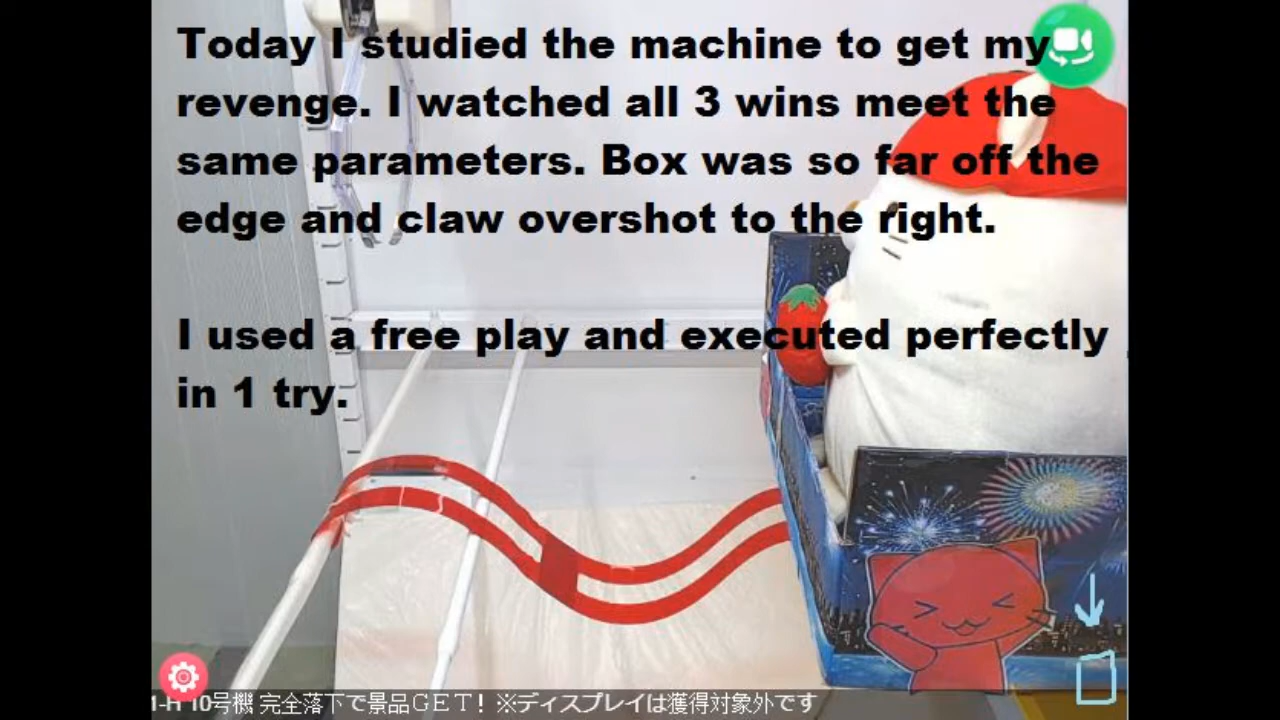 Today I studied the machine to get my
revenge. I watched all 3 wins meet the
same parameters. Box was so far off the
edge and claw overshot to the right.
I used a free play and executed perfectly
in 1 try.
1-H 10号機 完全落下で景品GET！※ディスプレイは獲得対象外です